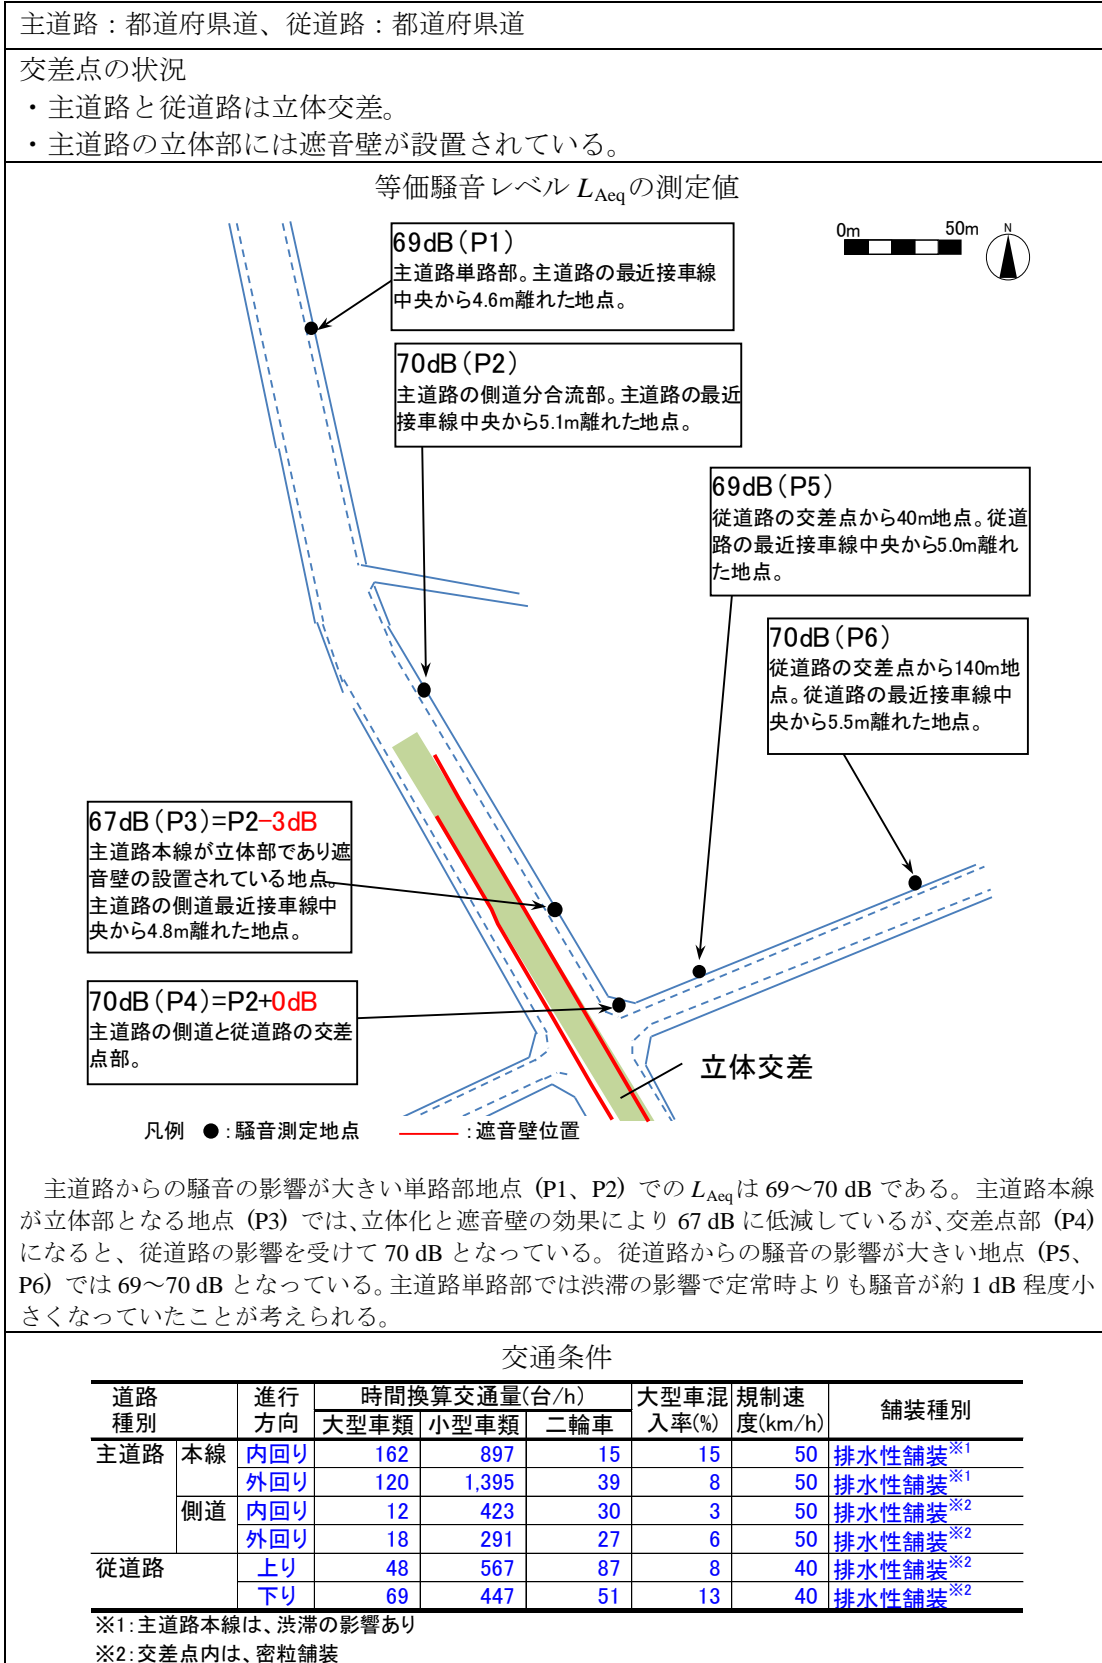 主道路：都道府県道、従道路：都道府県道
交差点の状況
・主道路と従道路は立体交差。
・主道路の立体部には遮音壁が設置されている。
等価騒音レベル LAeqの測定値
0m 50m N
69dB(P1)
主道路単路部。主道路の最近接車線
中央から4.6m離れた地点。
70dB(P2)
主道路の側道分合流部。主道路の最近
接車線中央から5.1m離れた地点。
69dB(P5)
従道路の交差点から40m地点。従道
路の最近接車線中央から5.0m離れ
た地点。
70dB(P6)
従道路の交差点から140m地
点。従道路の最近接車線中
央から5.5m離れた地点。
67dB(P3)=P2−3dB
主道路本線が立体部であり遮
音壁の設置されている地点。
主道路の側道最近接車線中
央から4.8m離れた地点。
70dB(P4)=P2+0dB
主道路の側道と従道路の交差
点部。
立体交差
凡例 ●：騒音測定地点 ――：遮音壁位置
主道路からの騒音の影響が大きい単路部地点（P1、P2）での LAeqは 69～70 dB である。主道路本線
が立体部となる地点（P3）では、立体化と遮音壁の効果により 67 dB に低減しているが、交差点部（P4）
になると、従道路の影響を受けて 70 dB となっている。従道路からの騒音の影響が大きい地点（P5、
P6）では 69～70 dB となっている。主道路単路部では渋滞の影響で定常時よりも騒音が約 1 dB 程度小
さくなっていたことが考えられる。
交通条件
道路 進行 時間換算交通量(台/h) 大型車混 規制速 舗装種別
種別 方向 大型車類 小型車類 二輪車 入率(%) 度(km/h)
主道路 本線 内回り 162 897 15 15 50 排水性舗装※1
外回り 120 1,395 39 8 50 排水性舗装※1
側道 内回り 12 423 30 3 50 排水性舗装※2
外回り 18 291 27 6 50 排水性舗装※2
従道路 上り 48 567 87 8 40 排水性舗装※2
下り 69 447 51 13 40 排水性舗装※2
※1：主道路本線は、渋滞の影響あり
※2：交差点内は、密粒舗装